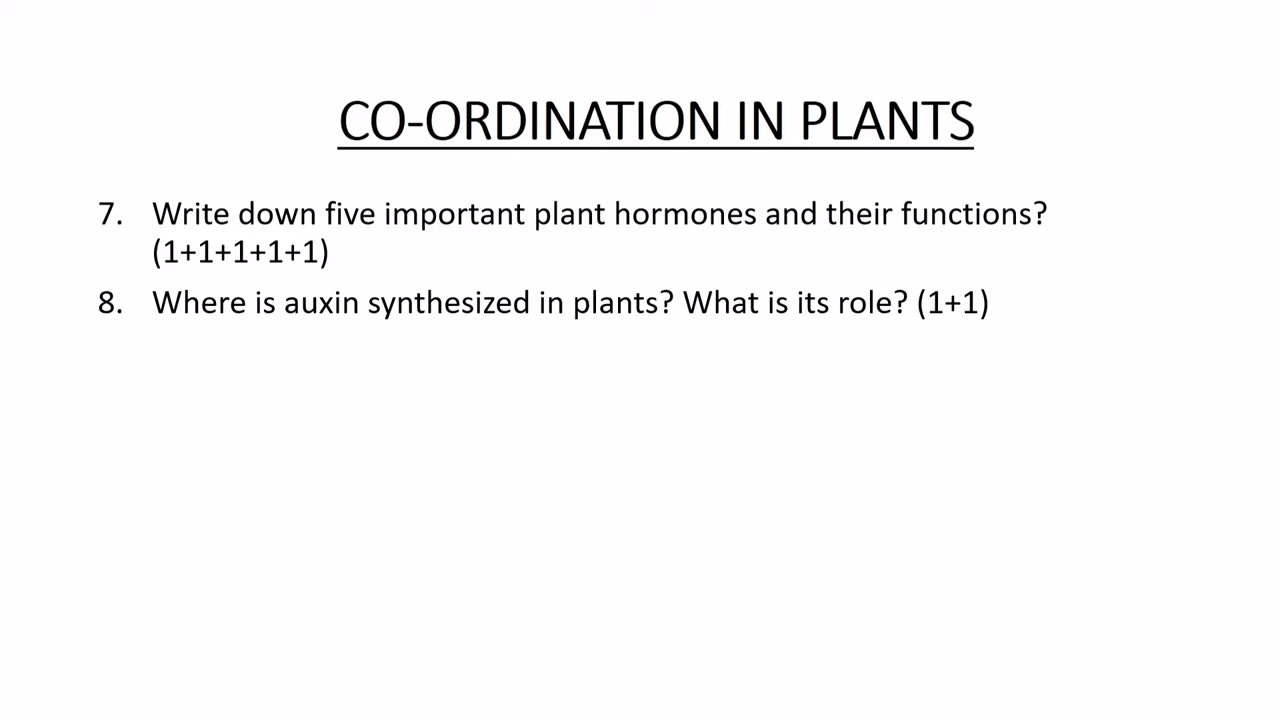 CO-ORDINATION IN PLANTS
7. Write down five important plant hormones and their functions?
(1+1+1+1+1)
8. Where is auxin synthesized in plants? What is its role? (1+1)